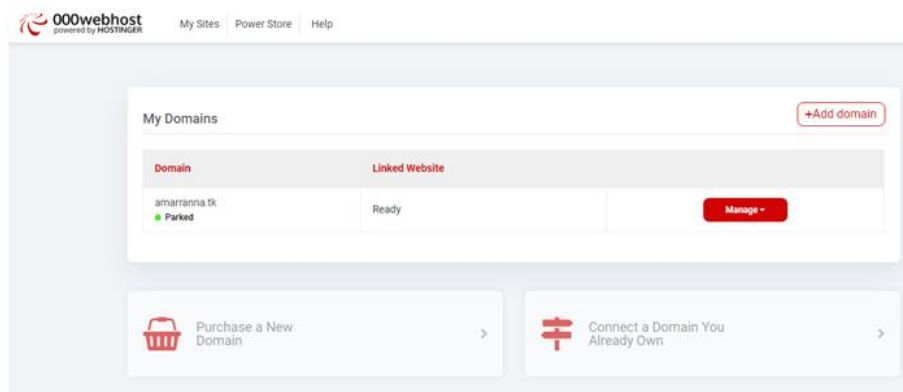 000webhost
powered by HOSTINGER
My Sites Power Store Help
My Domains
+Add domain
Domain Linked Website
amarranna.tk
Parked
Ready
Manage
Purchase a New
Domain
Connect a Domain You
Already Own